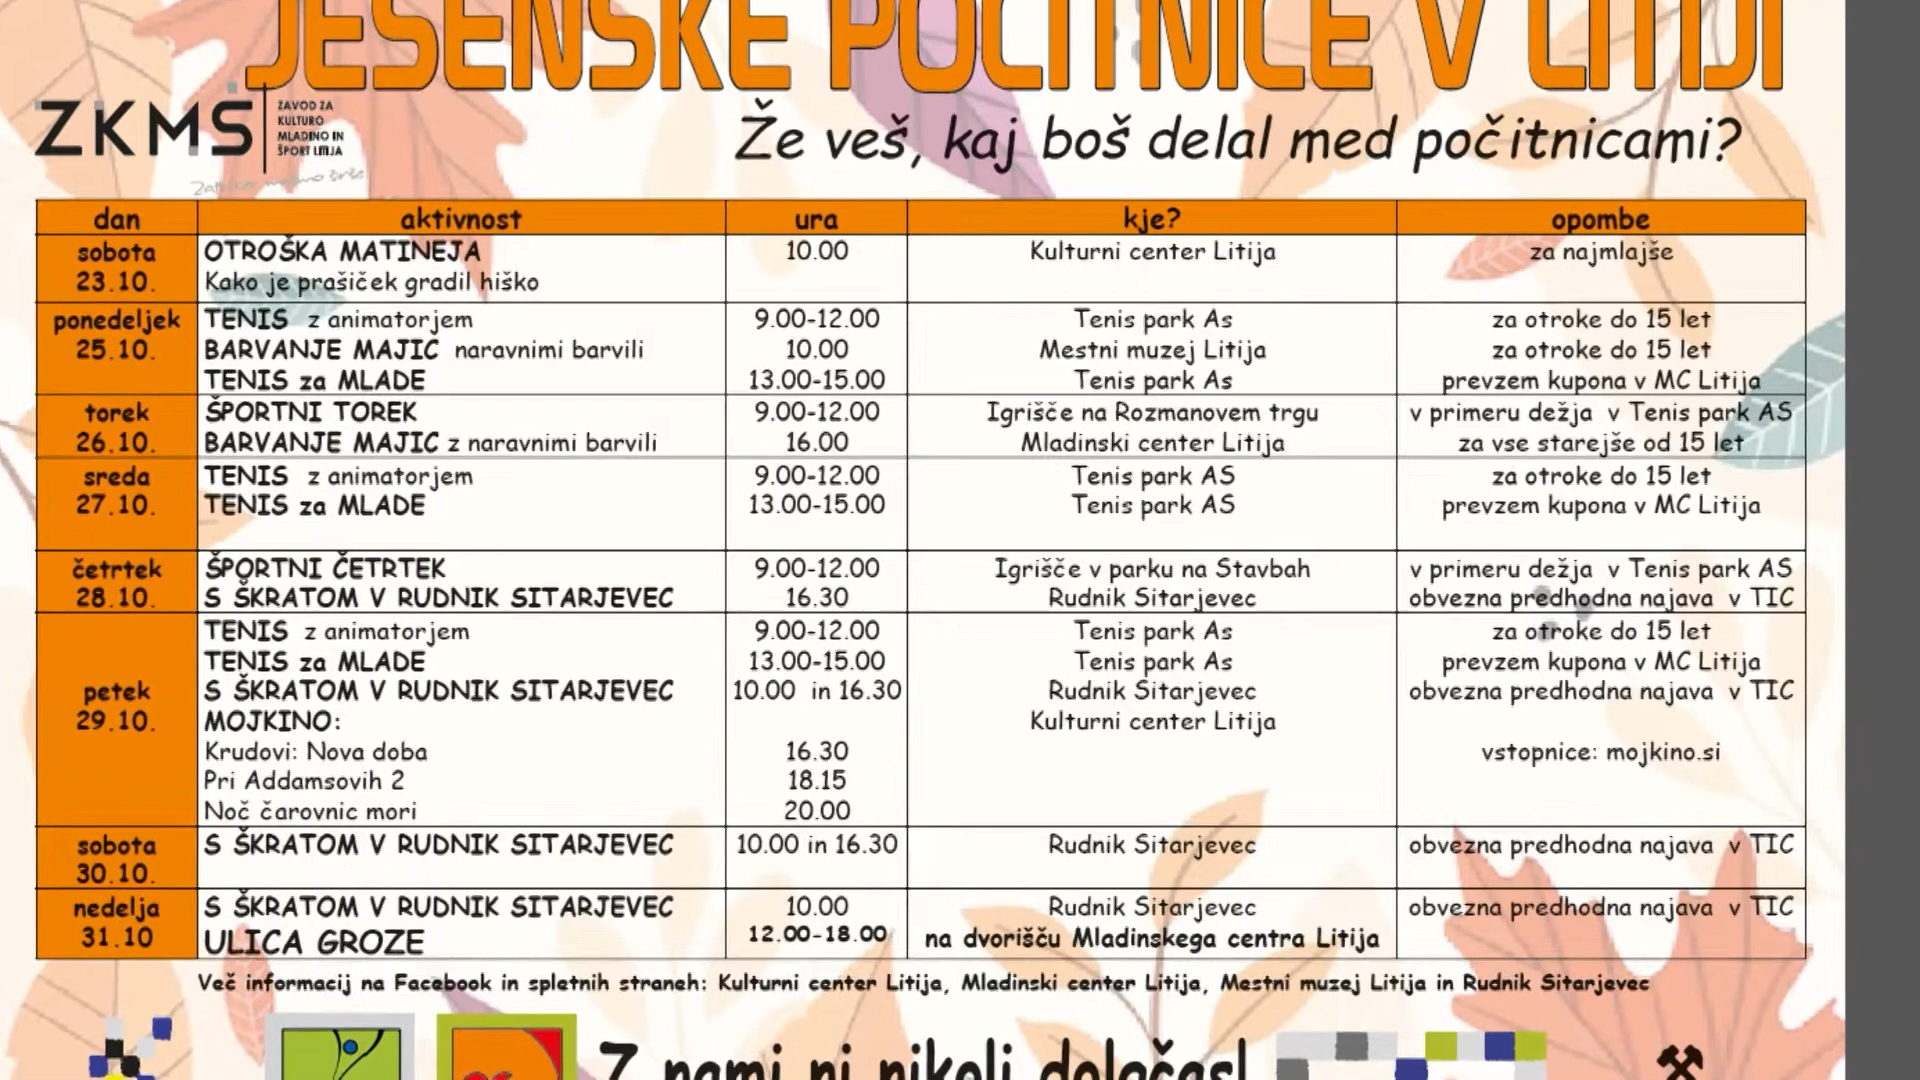 JESENSKE POČITNICE V LITIJI
ZKMŠ
ZAVOD ZA
KULTURO
MLADINO IN
ŠPORT LITIJA
Že veš, kaj boš delal med počitnicami?
dan aktivnost ura kje? opombe
sobota OTROŠKA MATINEJA 10.00 Kulturni center Litija za najmlajše
23.10. Kako je prašiček gradil hiško
ponedeljek TENIS z animatorjem 9.00-12.00 Tenis park As za otroke do 15 let
25.10. BARVANJE MAJIC naravnimi barvili 10.00 Mestni muzej Litija za otroke do 15 let
TENIS za MLADE 13.00-15.00 Tenis park As prevzem kupona v MC Litija
torek ŠPORTNI TOREK 9.00-12.00 Igrišče na Rozmanovem trgu v primeru dežja v Tenis park AS
26.10. BARVANJE MAJIC z naravnimi barvili 16.00 Mladinski center Litija za vse starejše od 15 let
sreda TENIS z animatorjem 9.00-12.00 Tenis park AS za otroke do 15 let
27.10. TENIS za MLADE 13.00-15.00 Tenis park AS prevzem kupona v MC Litija
četrtek ŠPORTNI ČETRTEK 9.00-12.00 Igrišče v parku na Stavbah v primeru dežja v Tenis park AS
28.10. S ŠKRATOM V RUDNIK SITARJEVEC 16.30 Rudnik Sitarjevec obvezna predhodna najava v TIC
TENIS z animatorjem 9.00-12.00 Tenis park As za otroke do 15 let
TENIS za MLADE 13.00-15.00 Tenis park As prevzem kupona v MC Litija
petek S ŠKRATOM V RUDNIK SITARJEVEC 10.00 in 16.30 Rudnik Sitarjevec obvezna predhodna najava v TIC
29.10. MOJKINO: Kulturni center Litija
Krudovi: Nova doba 16.30 vstopnice: mojkino.si
Pri Addamsovih 2 18.15
Noč čarovnic mori 20.00
sobota S ŠKRATOM V RUDNIK SITARJEVEC 10.00 in 16.30 Rudnik Sitarjevec obvezna predhodna najava v TIC
30.10.
nedelja S ŠKRATOM V RUDNIK SITARJEVEC 10.00 Rudnik Sitarjevec obvezna predhodna najava v TIC
31.10 ULICA GROZE 12.00-18.00 na dvorišču Mladinskega centra Litija
Več informacij na Facebook in spletnih straneh: Kulturni center Litija, Mladinski center Litija, Mestni muzej Litija in Rudnik Sitarjevec
Z nami ni nikoli dolgčas!